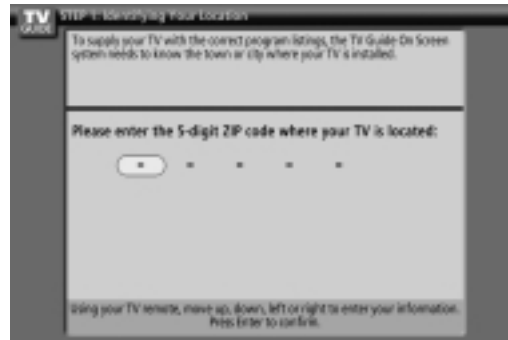 TV
GUIDE
STEP 1: Identifying Your Location
To supply your TV with the correct program listings, the TV Guide On Screen
system needs to know the town or city where your TV is installed.
Please enter the 5-digit ZIP code where your TV is located:
Using your TV remote, move up, down, left or right to enter your information.
Press Enter to confirm.